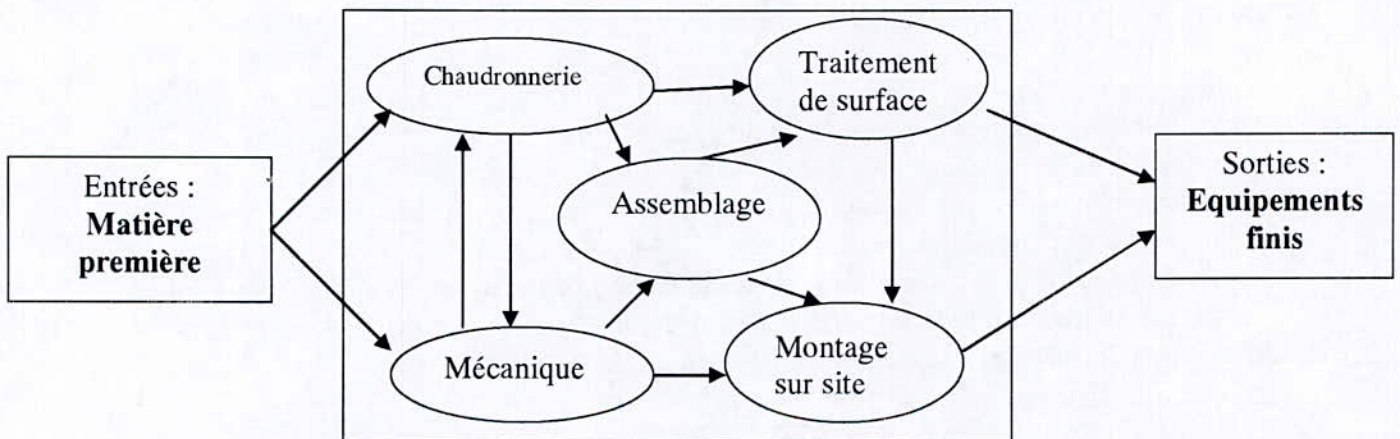 Entrées :
Matière
première
Chaudronnerie
Traitement
de surface
Assemblage
Mécanique
Montage
sur site
Sorties :
Equipements
finis